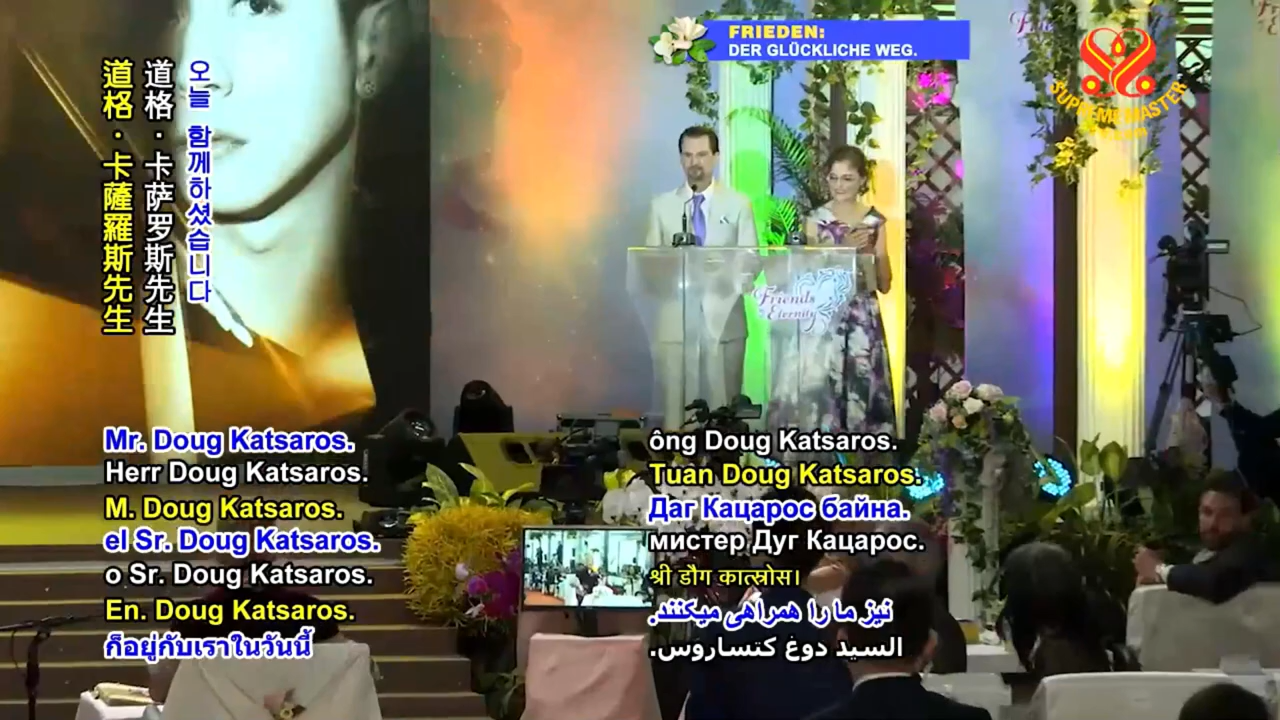 FRIEDEN:
DER GLÜCKLICHE WEG.
SUPREME MASTER
오늘 함께하셨습니다
道格·卡萨罗斯先生
道格·卡薩羅斯先生
Friends
Eternity
Mr. Doug Katsaros.
Herr Doug Katsaros.
M. Doug Katsaros.
el Sr. Doug Katsaros.
o Sr. Doug Katsaros.
En. Doug Katsaros.
ก็อยู่กับเราในวันนี้
ông Doug Katsaros.
Tuan Doug Katsaros.
Даг Кацарос байна.
мистер Дуг Кацарос.
श्री डौग कात्स्रोस।
نیز ما را همراهی میکنند.
السيد دوغ كتساروس.